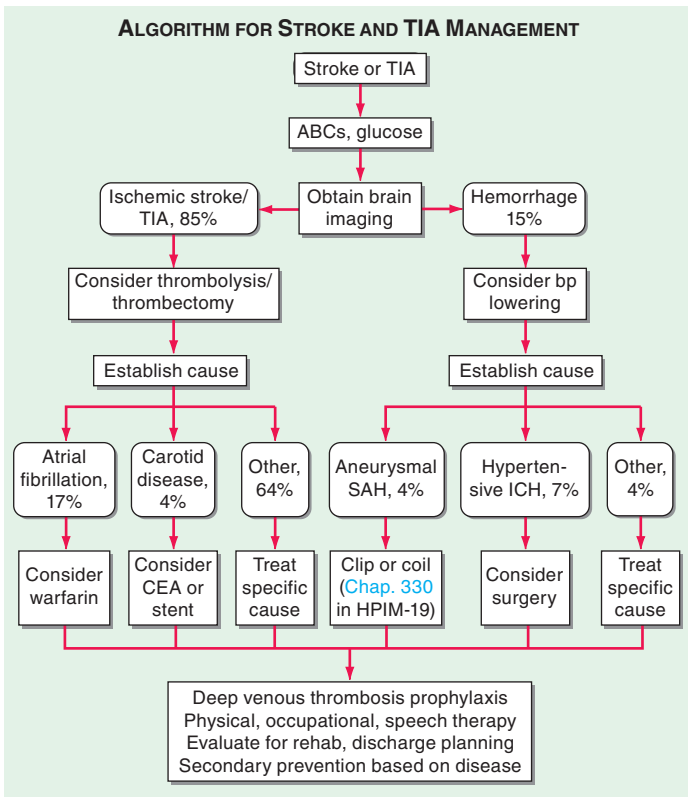 ALGORITHM FOR STROKE AND TIA MANAGEMENT
Stroke or TIA
ABCs, glucose
Obtain brain
imaging
Ischemic stroke/
TIA, 85%
Hemorrhage
15%
Consider thrombolysis/
thrombectomy
Consider bp
lowering
Establish cause
Establish cause
Atrial
fibrillation,
17%
Carotid
disease,
4%
Other,
64%
Aneurysmal
SAH, 4%
Hyperten-
sive ICH, 7%
Other,
4%
Consider
warfarin
Consider
CEA or
stent
Treat
specific
cause
Clip or coil
(Chap. 330
in HPIM-19)
Consider
surgery
Treat
specific
cause
Deep venous thrombosis prophylaxis
Physical, occupational, speech therapy
Evaluate for rehab, discharge planning
Secondary prevention based on disease